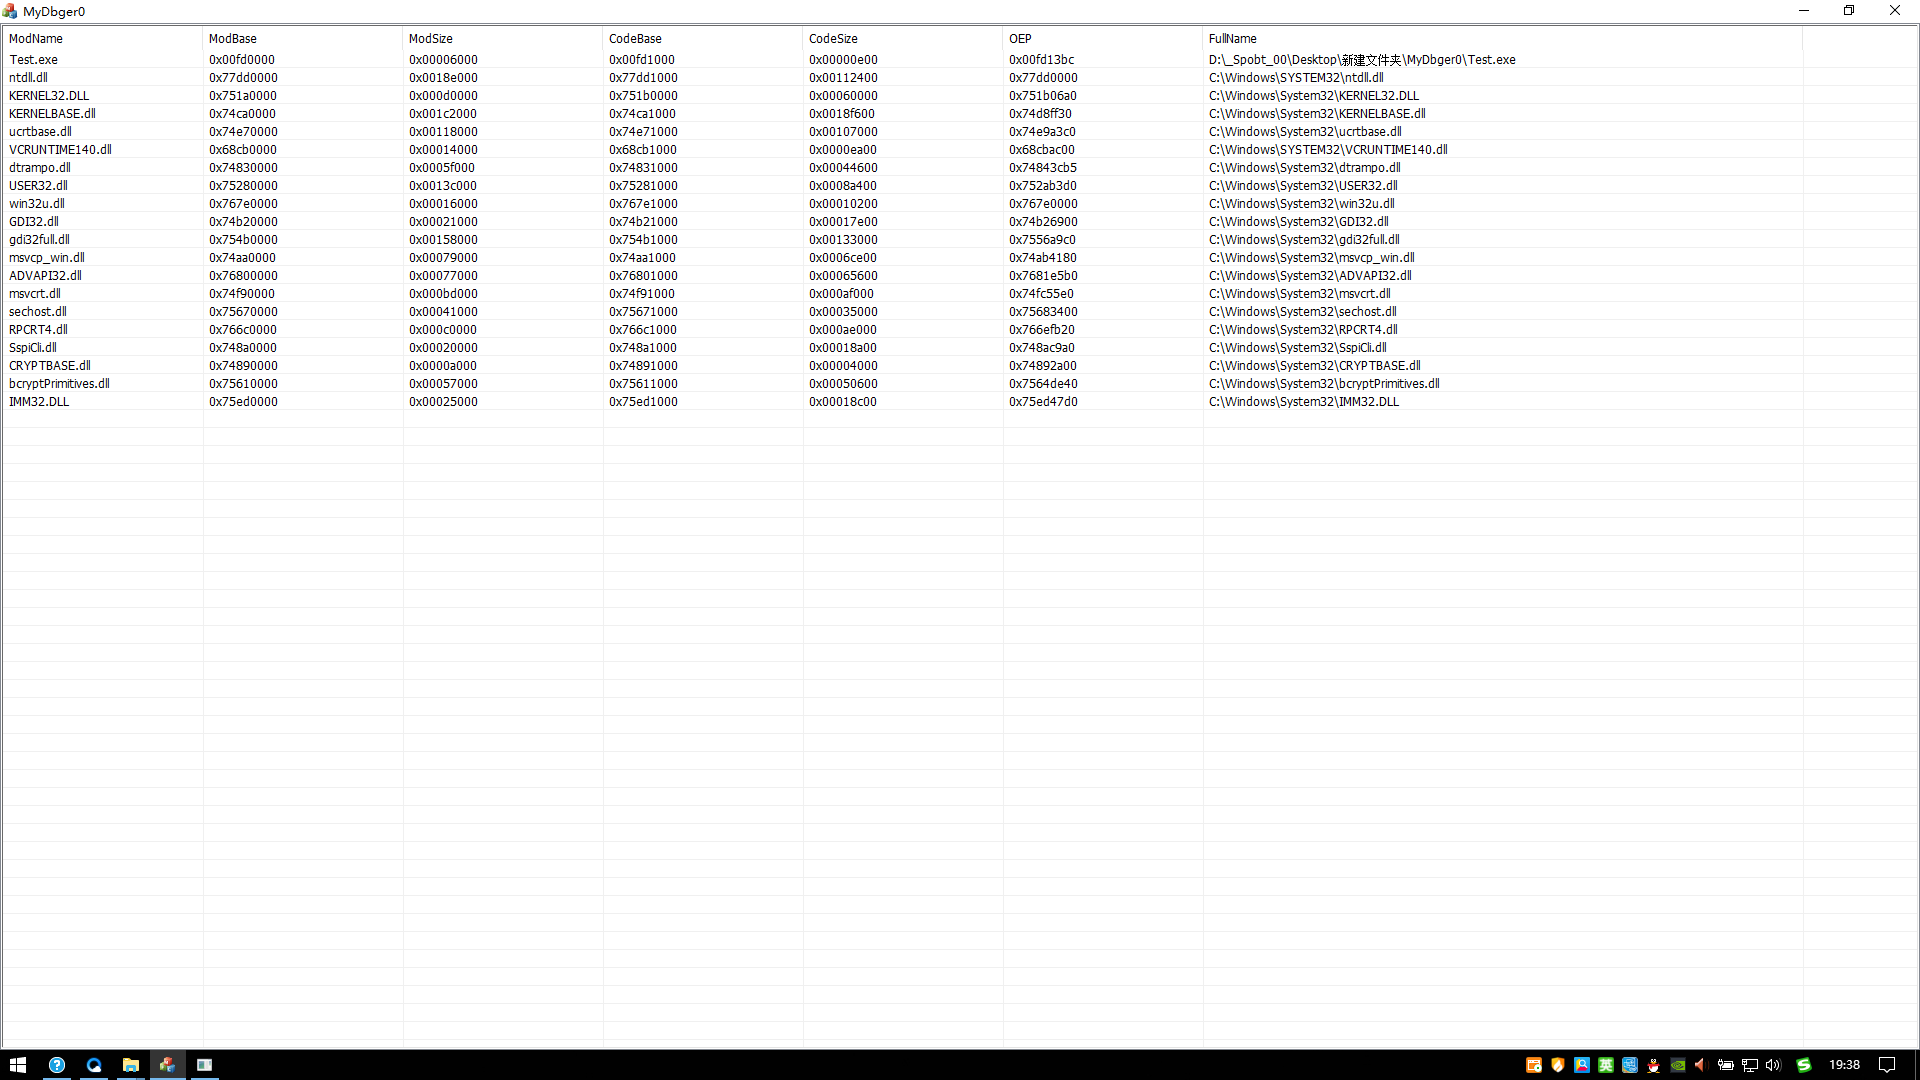 MyDbger0
ModName ModBase ModSize CodeBase CodeSize OEP FullName
Test.exe 0x00fd0000 0x00006000 0x00fd1000 0x00000e00 0x00fd13bc D:\_Spobt_00\Desktop\新建文件夹\MyDbger0\Test.exe
ntdll.dll 0x77dd0000 0x0018e000 0x77dd1000 0x00112400 0x77dd0000 C:\Windows\SYSTEM32\ntdll.dll
KERNEL32.DLL 0x751a0000 0x000d0000 0x751b0000 0x00060000 0x751b06a0 C:\Windows\System32\KERNEL32.DLL
KERNELBASE.dll 0x74ca0000 0x001c2000 0x74ca1000 0x0018f600 0x74d8ff30 C:\Windows\System32\KERNELBASE.dll
ucrtbase.dll 0x74e70000 0x00118000 0x74e71000 0x00107000 0x74e9a3c0 C:\Windows\System32\ucrtbase.dll
VCRUNTIME140.dll 0x68cb0000 0x00014000 0x68cb1000 0x0000ea00 0x68cbac00 C:\Windows\SYSTEM32\VCRUNTIME140.dll
dtrampo.dll 0x74830000 0x0005f000 0x74831000 0x00044600 0x74843cb5 C:\Windows\System32\dtrampo.dll
USER32.dll 0x75280000 0x0013c000 0x75281000 0x0008a400 0x752ab3d0 C:\Windows\System32\USER32.dll
win32u.dll 0x767e0000 0x00016000 0x767e1000 0x00010200 0x767e0000 C:\Windows\System32\win32u.dll
GDI32.dll 0x74b20000 0x00021000 0x74b21000 0x00017e00 0x74b26900 C:\Windows\System32\GDI32.dll
gdi32full.dll 0x754b0000 0x00158000 0x754b1000 0x00133000 0x7556a9c0 C:\Windows\System32\gdi32full.dll
msvcp_win.dll 0x74aa0000 0x00079000 0x74aa1000 0x0006ce00 0x74ab4180 C:\Windows\System32\msvcp_win.dll
ADVAPI32.dll 0x76800000 0x00077000 0x76801000 0x00065600 0x7681e5b0 C:\Windows\System32\ADVAPI32.dll
msvcrt.dll 0x74f90000 0x000bd000 0x74f91000 0x000af000 0x74fc55e0 C:\Windows\System32\msvcrt.dll
sechost.dll 0x75670000 0x00041000 0x75671000 0x00035000 0x75683400 C:\Windows\System32\sechost.dll
RPCRT4.dll 0x766c0000 0x000c0000 0x766c1000 0x000ae000 0x766efb20 C:\Windows\System32\RPCRT4.dll
SspiCli.dll 0x748a0000 0x00020000 0x748a1000 0x00018a00 0x748ac9a0 C:\Windows\System32\SspiCli.dll
CRYPTBASE.dll 0x74890000 0x0000a000 0x74891000 0x00004000 0x74892a00 C:\Windows\System32\CRYPTBASE.dll
bcryptPrimitives.dll 0x75610000 0x00057000 0x75611000 0x00050600 0x7564de40 C:\Windows\System32\bcryptPrimitives.dll
IMM32.DLL 0x75ed0000 0x00025000 0x75ed1000 0x00018c00 0x75ed47d0 C:\Windows\System32\IMM32.DLL
英 19:38